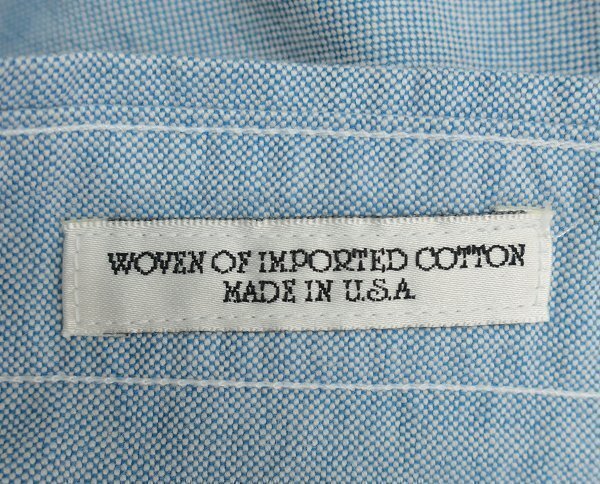 WOVEN OF IMPORTED COTTON
MADE IN U.S.A